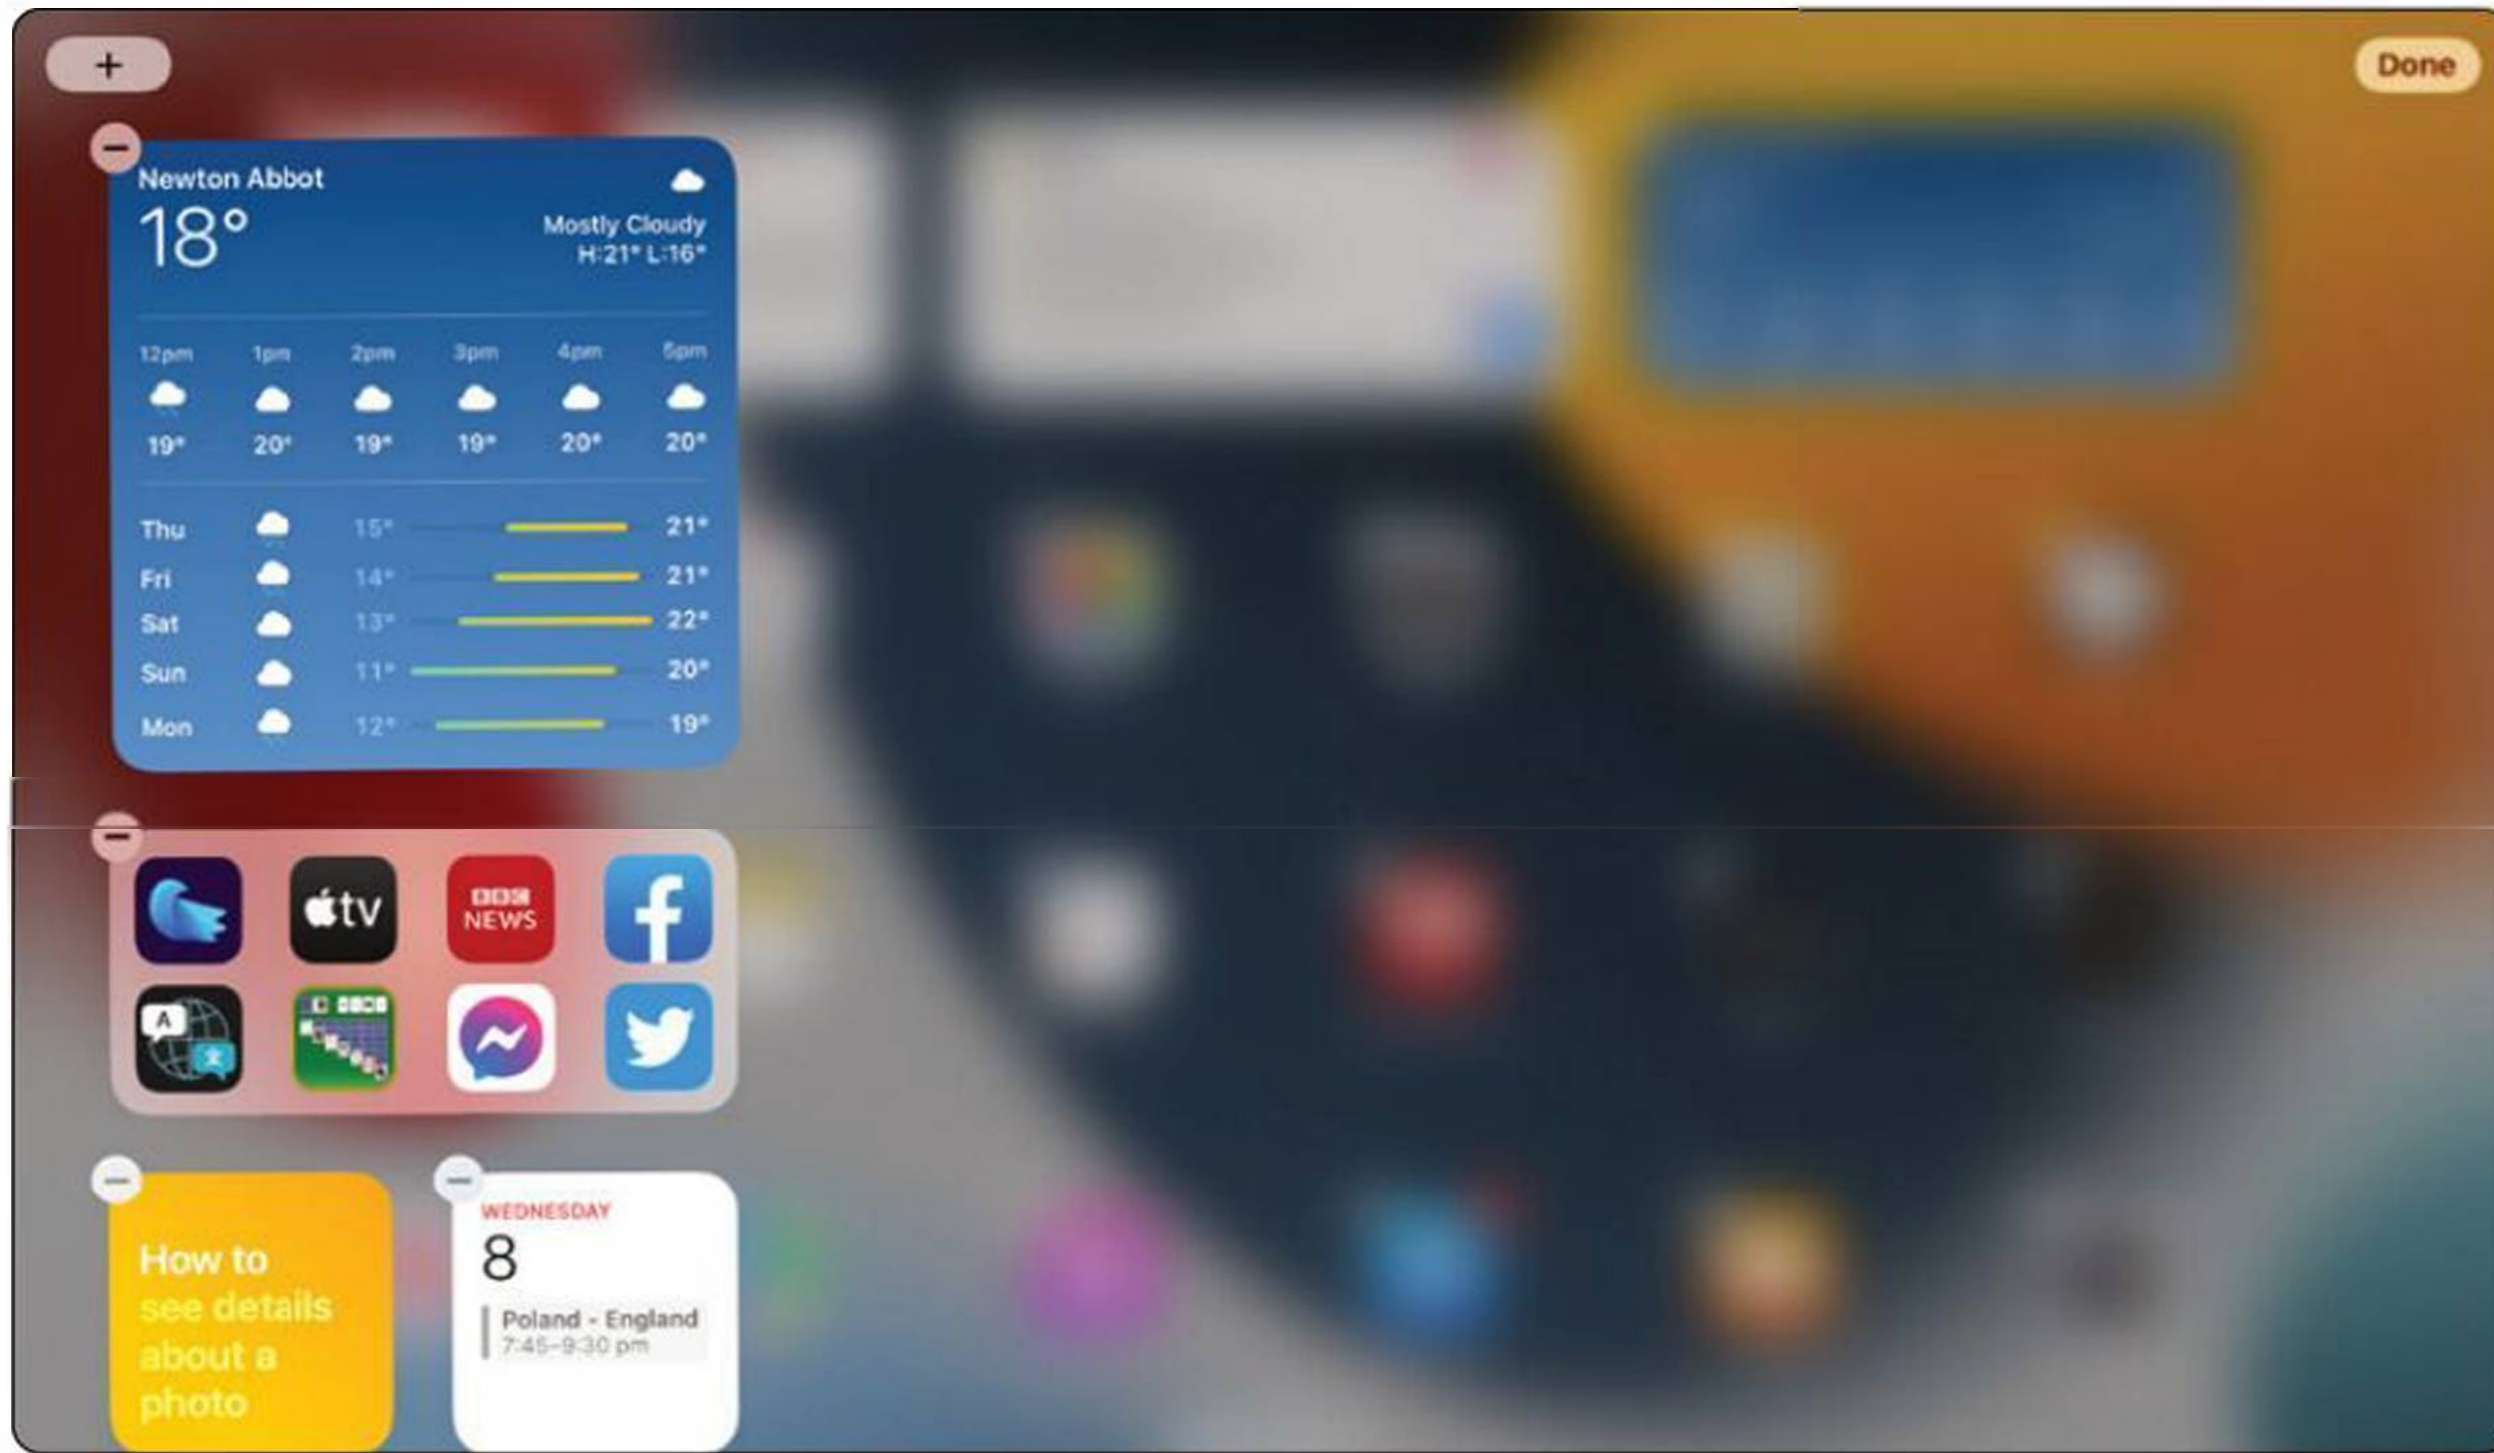 +
Done
Newton Abbot
18°
Mostly Cloudy
H:21° L:16°
12pm 1pm 2pm 3pm 4pm 5pm
19° 20° 19° 19° 20° 20°
Thu 15° 21°
Fri 14° 21°
Sat 13° 22°
Sun 11° 20°
Mon 12° 19°
tv
BBC
NEWS
f
A
How to
see details
about a
photo
WEDNESDAY
8
Poland - England
7:45–9:30 pm